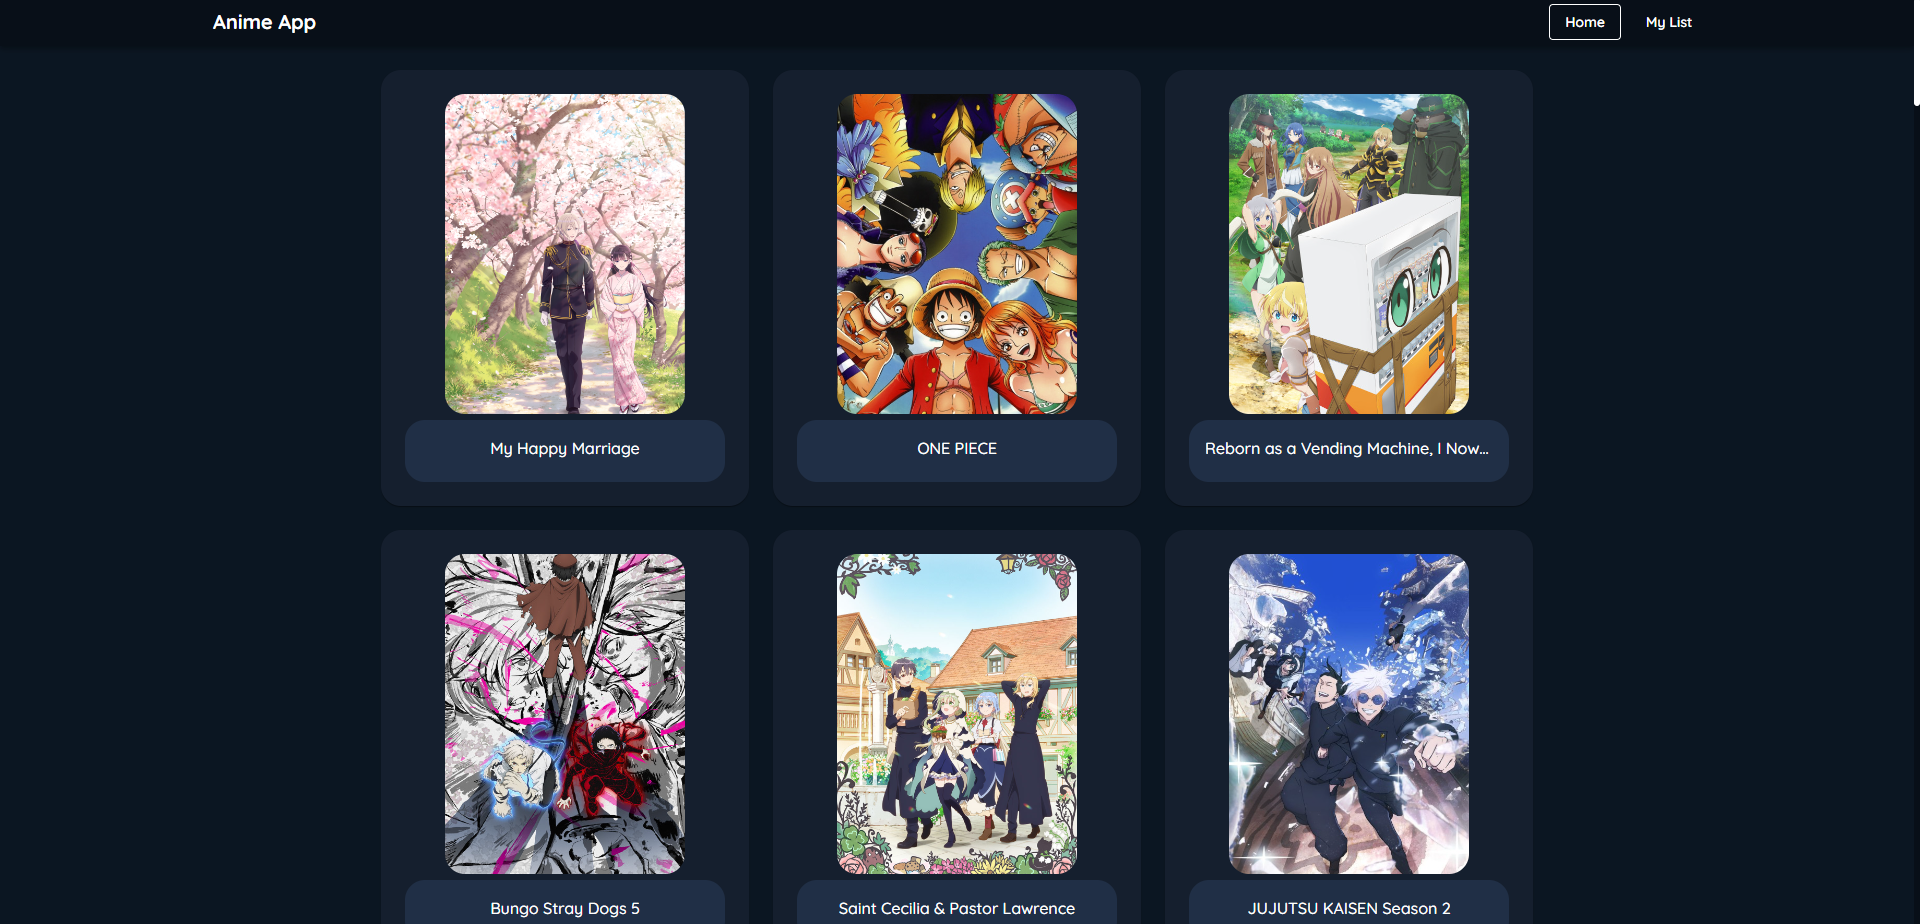 Anime App
Home
My List
My Happy Marriage
ONE PIECE
Reborn as a Vending Machine, I Now...
Bungo Stray Dogs 5
Saint Cecilia & Pastor Lawrence
JUJUTSU KAISEN Season 2